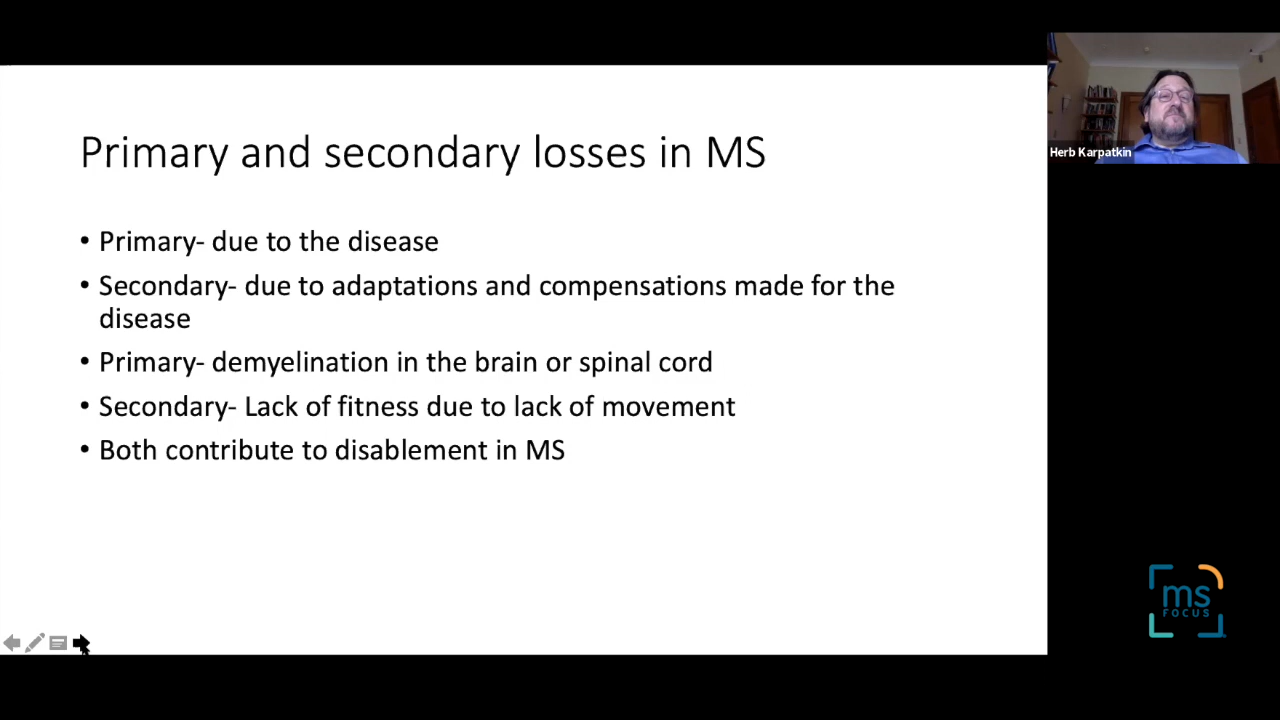 Primary and secondary losses in MS
• Primary- due to the disease
• Secondary- due to adaptations and compensations made for the
disease
• Primary- demyelination in the brain or spinal cord
• Secondary- Lack of fitness due to lack of movement
• Both contribute to disablement in MS
Herb Karpatkin
ms
FOCUS